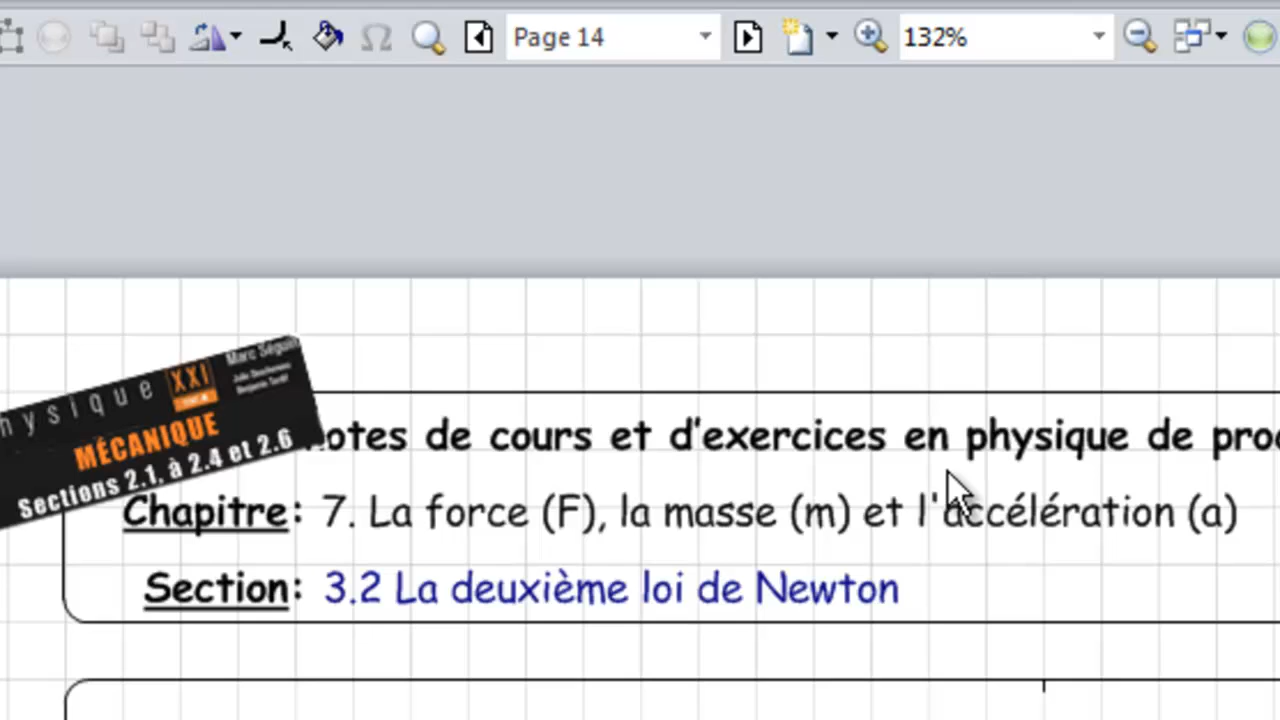 Page 14
132%
hysique XXI
Marc Séguin
MÉCANIQUE
Sections 2.1, à 2.4 et 2.6
otes de cours et d'exercices en physique de
Chapitre: 7. La force (F), la masse (m) et l'accélération (a)
Section: 3.2 La deuxième loi de Newton